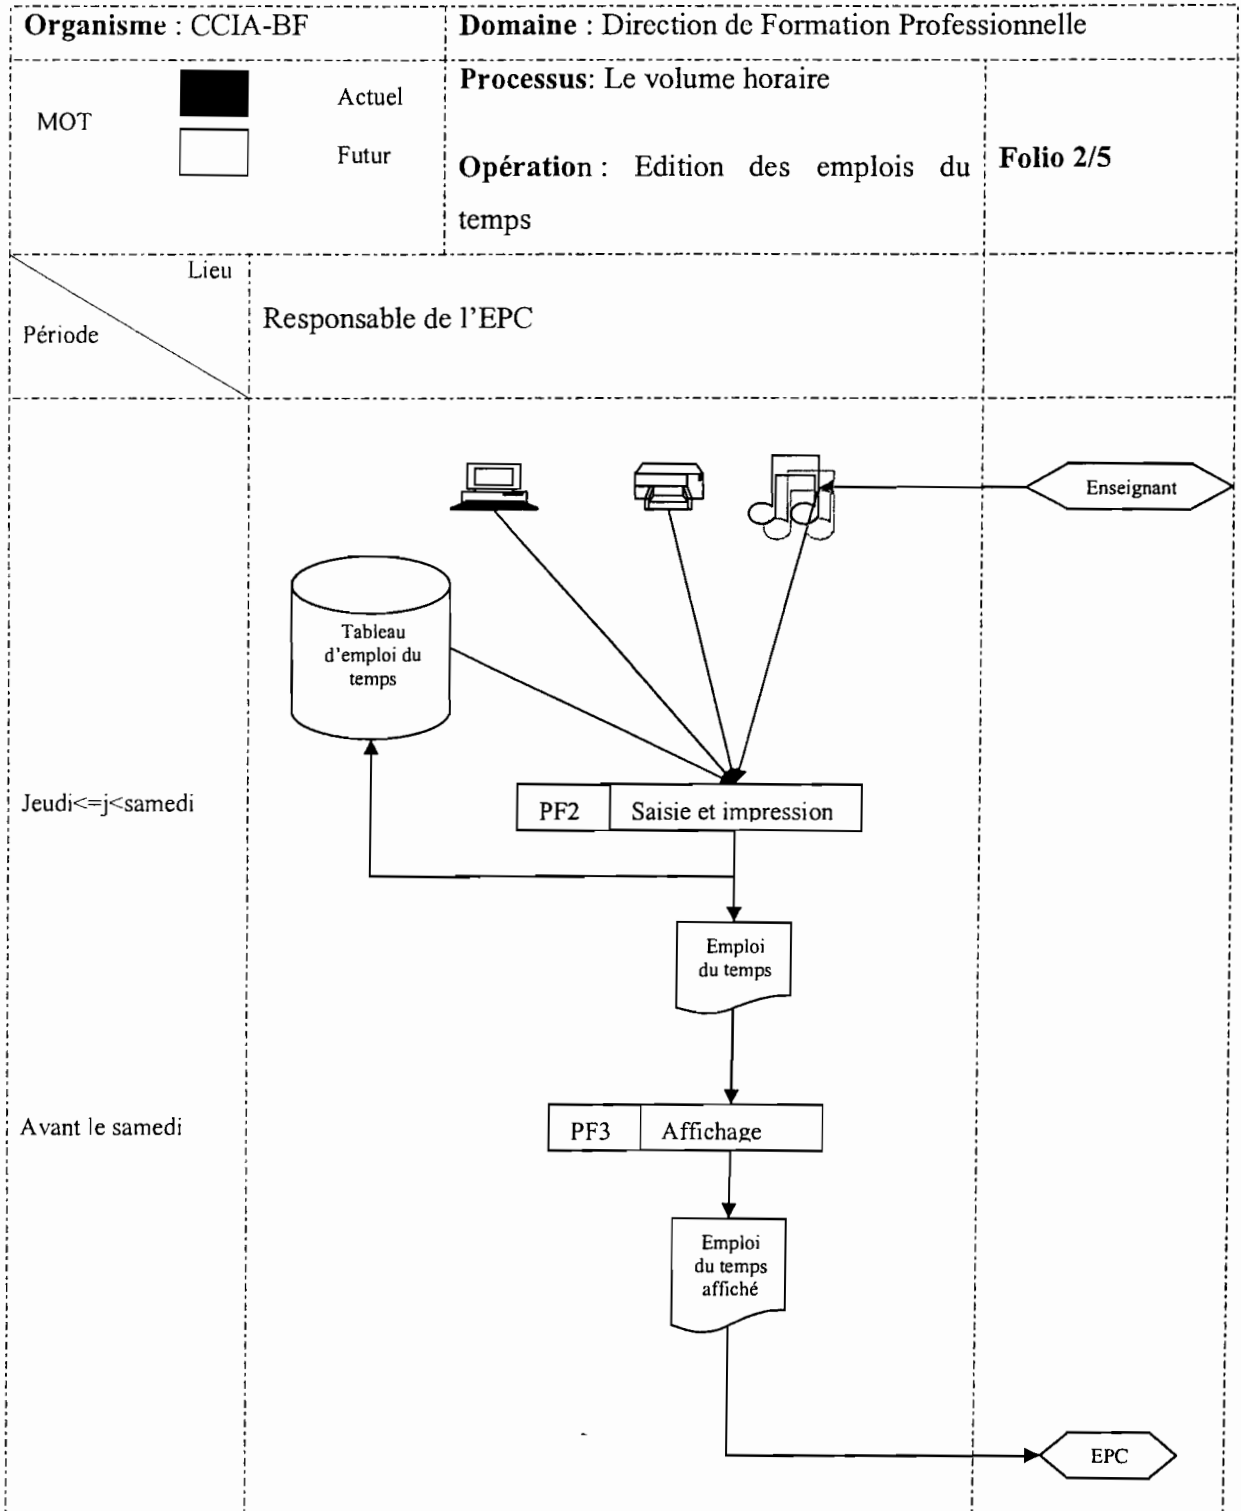 Organisme : CCIA-BF
Domaine : Direction de Formation Professionnelle
MOT
Actuel
Futur
Processus: Le volume horaire
Opération : Edition des emplois du
temps
Folio 2/5
Lieu
Période
Responsable de l'EPC
Enseignant
Tableau
d'emploi du
temps
Jeudi<=j<samedi
PF2 Saisie et impression
Emploi
du temps
Avant le samedi
PF3 Affichage
Emploi
du temps
affiché
EPC